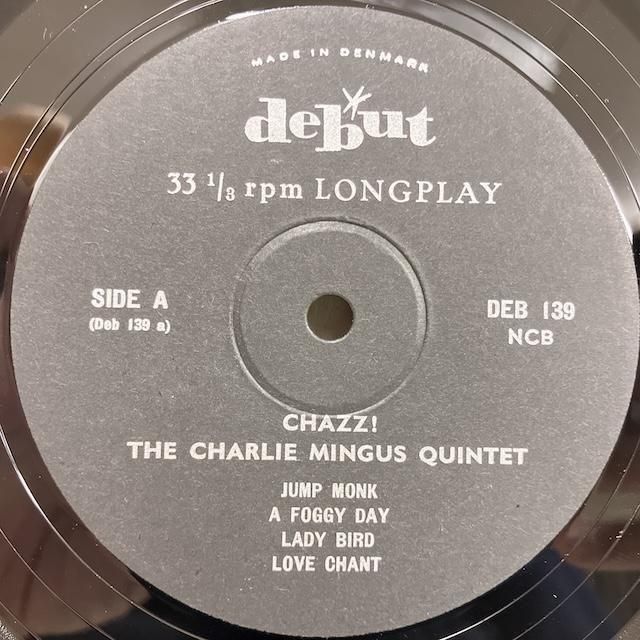 MADE IN DENMARK
debut
33 1/3 rpm LONGPLAY
SIDE A
(Deb 139 a)
DEB 139
NCB
CHAZZ!
THE CHARLIE MINGUS QUINTET
JUMP MONK
A FOGGY DAY
LADY BIRD
LOVE CHANT